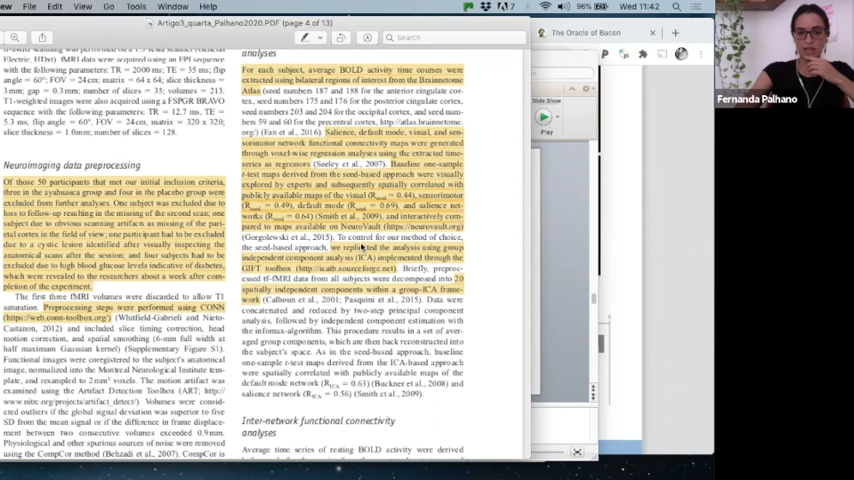 ew File Edit View Go Tools Window Help
7 96% Wed 11:42
Artigo3_quarta_Palhano2020.PDF (page 4 of 13)
Search
The Oracle of Bacon
Slide Show
Play
Fernanda Palhano
Electric, HDxt). fMRI data were acquired using an EPI sequence
with the following parameters: TR = 2000 ms; TE = 35 ms; flip
angle = 60°; FOV = 24cm; matrix = 64 x 64; slice thickness =
3mm; gap = 0.3 mm; number of slices = 35; volumes = 213.
T1-weighted images were also acquired using a FSPGR BRAVO
sequence with the following parameters: TR = 12.7 ms, TE =
5.3 ms, flip angle = 60°, FOV = 24cm, matrix = 320 x 320;
slice thickness = 1.0mm; number of slices = 128.
Neuroimaging data preprocessing
Of those 50 participants that met our initial inclusion criteria,
three in the ayahuasca group and four in the placebo group were
excluded from further analyses. One subject was excluded due to
loss to follow-up resulting in the missing of the second scan; one
subject due to obvious scanning artifacts as missing of the pari-
etal cortex in the field of view; one participant had to be excluded
due to a cystic lesion identified after visually inspecting the
anatomical scans after the session; and four subjects had to be
excluded due to high blood glucose levels indicative of diabetes,
which were revealed to the researchers about a week after com-
pletion of the experiment.
The first three fMRI volumes were discarded to allow T1
saturation. Preprocessing steps were performed using CONN
(https://web.conn-toolbox.org/) (Whitfield-Gabrieli and Nieto-
Castanon, 2012) and included slice timing correction, head
motion correction, and spatial smoothing (6-mm full width at
half maximum Gaussian kernel) (Supplementary Figure S1).
Functional images were coregistered to the subject's anatomical
image, normalized into the Montreal Neurological Institute tem-
plate, and resampled to 2mm³ voxels. The motion artifact was
examined using the Artifact Detection Toolbox (ART; http://
www.nitrc.org/projects/artifact_detect/). Volumes were consid-
ered outliers if the global signal deviation was superior to five
SD from the mean signal or if the difference in frame displace-
ment between two consecutive volumes exceeded 0.9mm.
Physiological and other spurious sources of noise were removed
using the CompCor method (Behzadi et al., 2007). CompCor is
analyses
For each subject, average BOLD activity time courses were
extracted using bilateral regions of interest from the Brainnetome
Atlas (seed numbers 187 and 188 for the anterior cingulate cor-
tex, seed numbers 175 and 176 for the posterior cingulate cortex,
seed numbers 203 and 204 for the occipital cortex, and seed num-
bers 59 and 60 for the precentral cortex, http://atlas.brainnetome.
org/) (Fan et al., 2016). Salience, default mode, visual, and sen-
sorimotor network functional connectivity maps were generated
through voxel-wise regression analyses using the extracted time-
series as regressors (Seeley et al., 2007). Baseline one-sample
t-test maps derived from the seed-based approach were visually
explored by experts and subsequently spatially correlated with
publicly available maps of the visual (Rseed = 0.44), sensorimotor
(Rseed = 0.49), default mode (Rseed = 0.69), and salience net-
works (Rseed = 0.64) (Smith et al., 2009), and interactively com-
pared to maps available on NeuroVault (https://neurovault.org)
(Gorgolewski et al., 2015). To control for our method of choice,
the seed-based approach, we replicated the analysis using group
independent component analysis (ICA) implemented through the
GIFT toolbox (http://icatb.sourceforge.net). Briefly, preproc-
essed tf-fMRI data from all subjects were decomposed into 20
spatially independent components within a group-ICA frame-
work (Calhoun et al., 2001; Pasquini et al., 2015). Data were
concatenated and reduced by two-step principal component
analysis, followed by independent component estimation with
the infomax-algorithm. This procedure results in a set of aver-
aged group components, which are then back reconstructed into
the subject's space. As in the seed-based approach, baseline
one-sample t-test maps derived from the ICA-based approach
were spatially correlated with publicly available maps of the
default mode network (RICA = 0.63) (Buckner et al., 2008) and
salience network (RICA = 0.56) (Smith et al., 2009).
Inter-network functional connectivity
analyses
Average time series of resting BOLD activity were derived